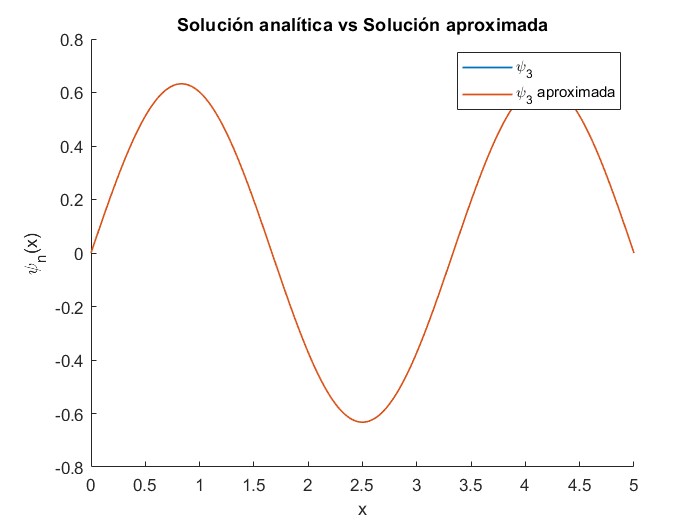 Solución analítica vs Solución aproximada
ψ₃
ψ₃ aproximada
0.8
0.6
0.4
0.2
0
-0.2
-0.4
-0.6
-0.8
ψₙ(x)
0 0.5 1 1.5 2 2.5 3 3.5 4 4.5 5
x